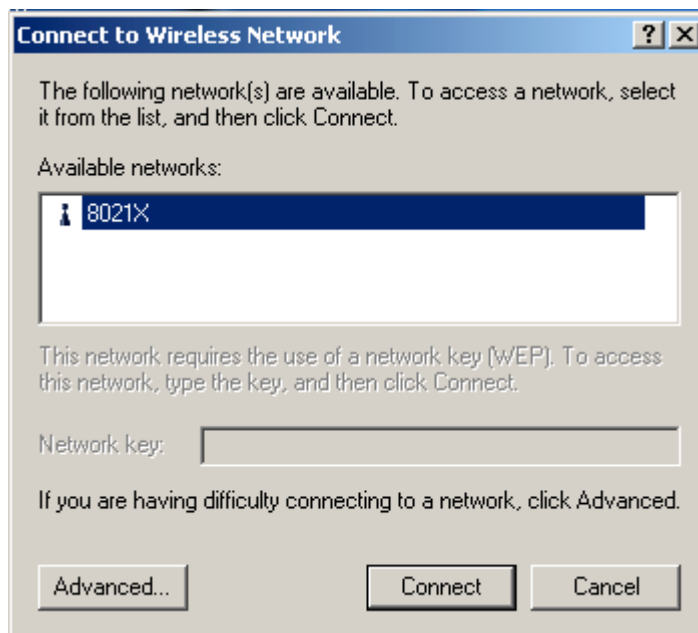 Connect to Wireless Network
The following network(s) are available. To access a network, select
it from the list, and then click Connect.
Available networks:
8021X
This network requires the use of a network key (WEP). To access
this network, type the key, and then click Connect.
Network key:
If you are having difficulty connecting to a network, click Advanced.
Advanced... Connect Cancel